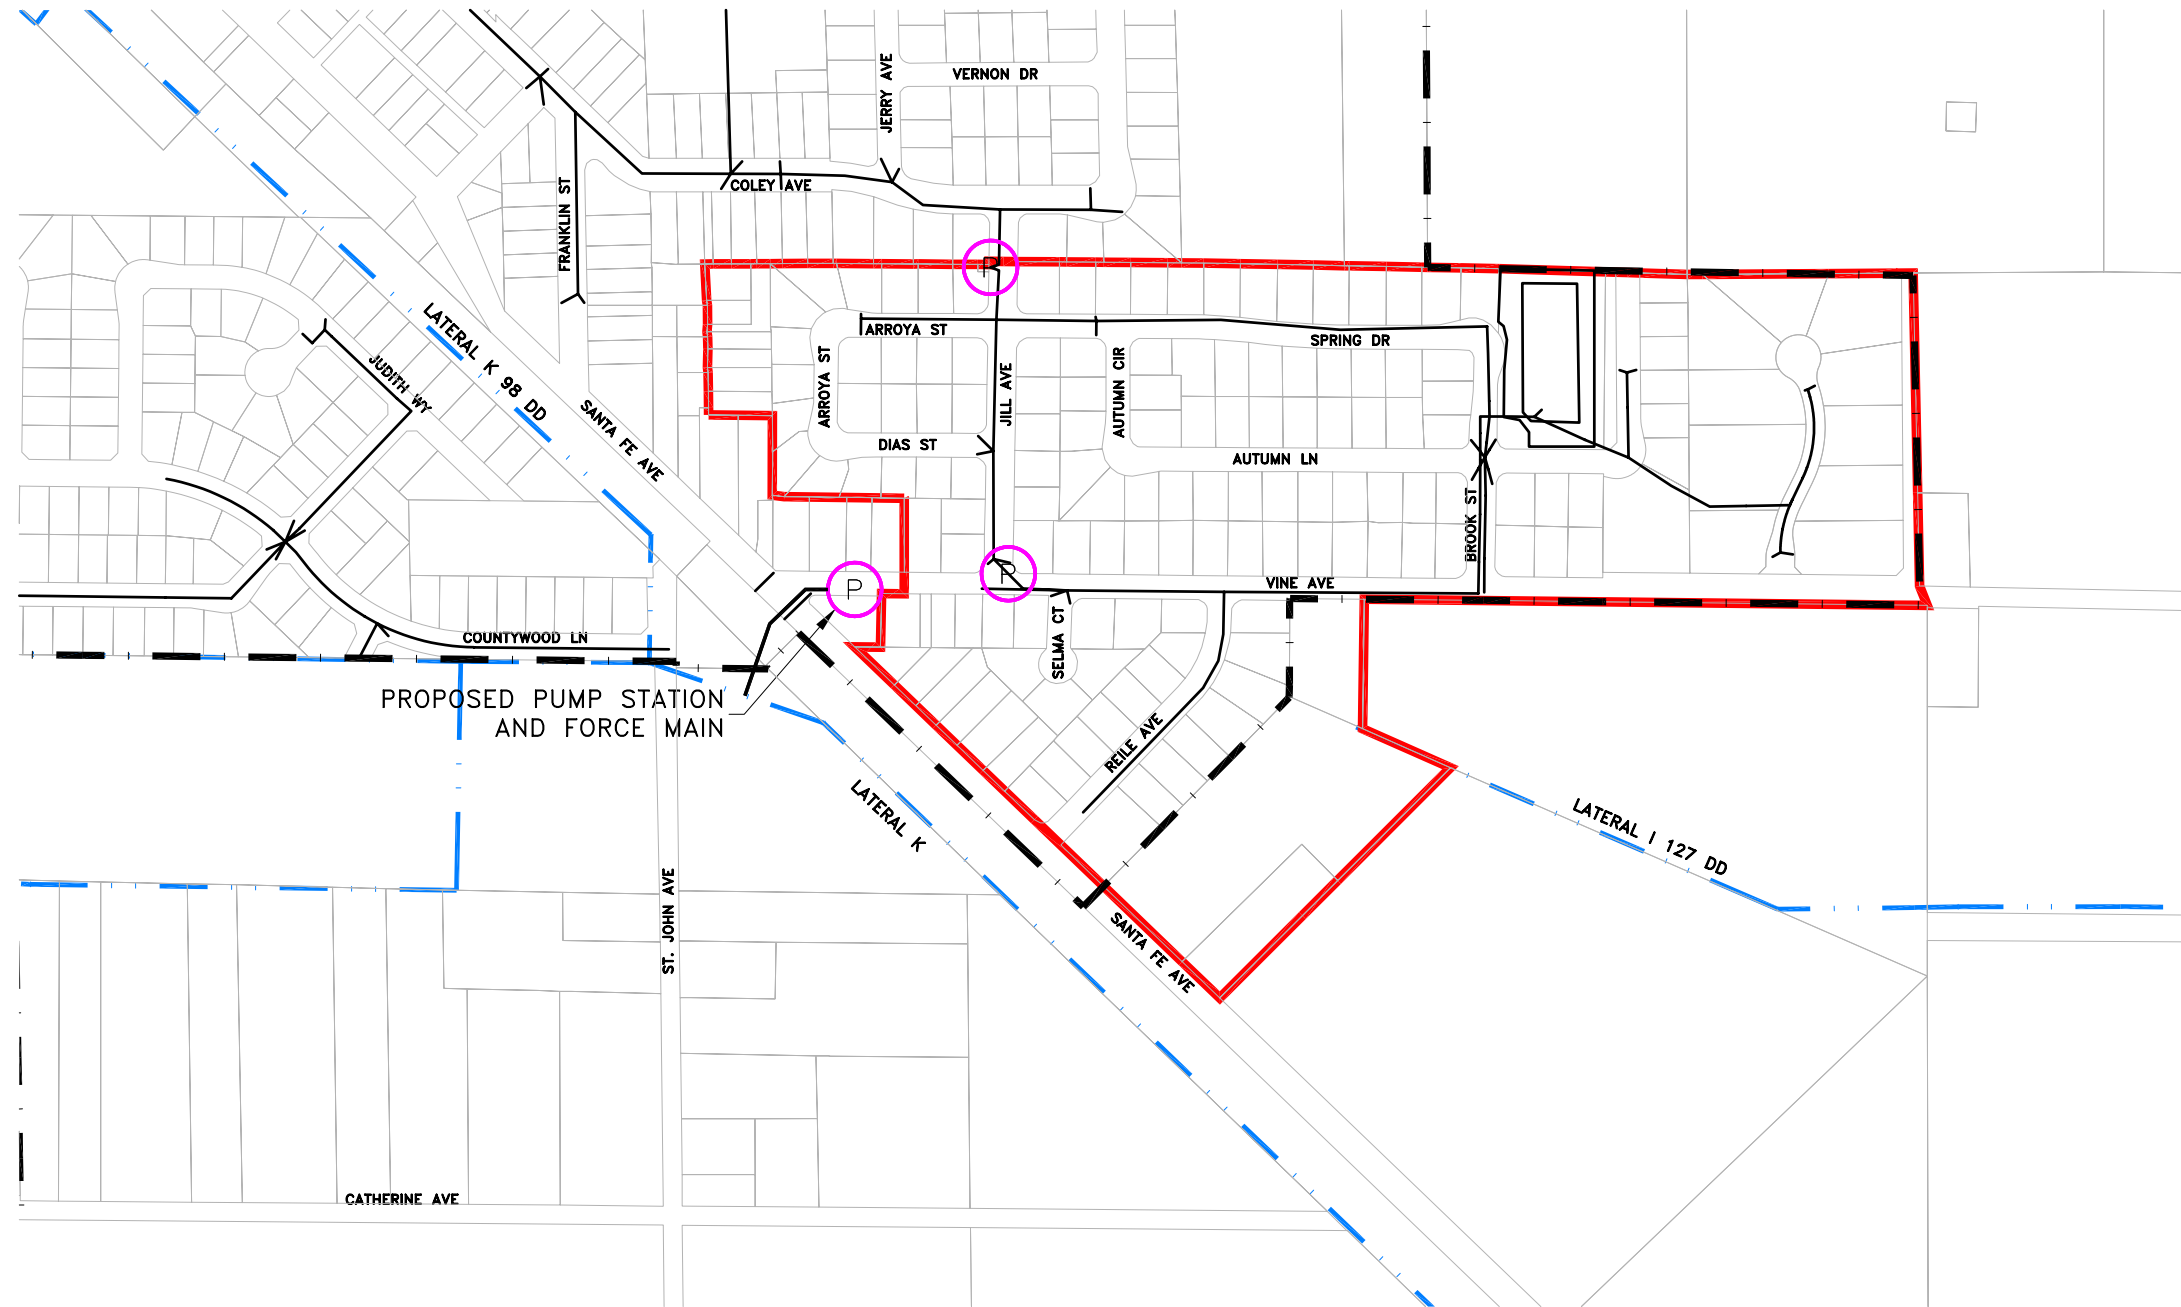 VERNON DR
JERRY AVE
COLEY AVE
FRANKLIN ST
P
LATERAL K 98 DD
JUDITH WY
SANTA FE AVE
ARROYA ST
ARROYA ST
SPRING DR
JILL AVE
AUTUMN CIR
DIAS ST
AUTUMN LN
BROOK ST
P
P
VINE AVE
SELMA CT
COUNTYWOOD LN
PROPOSED PUMP STATION
AND FORCE MAIN
REILE AVE
LATERAL K
LATERAL I 127 DD
ST. JOHN AVE
SANTA FE AVE
CATHERINE AVE